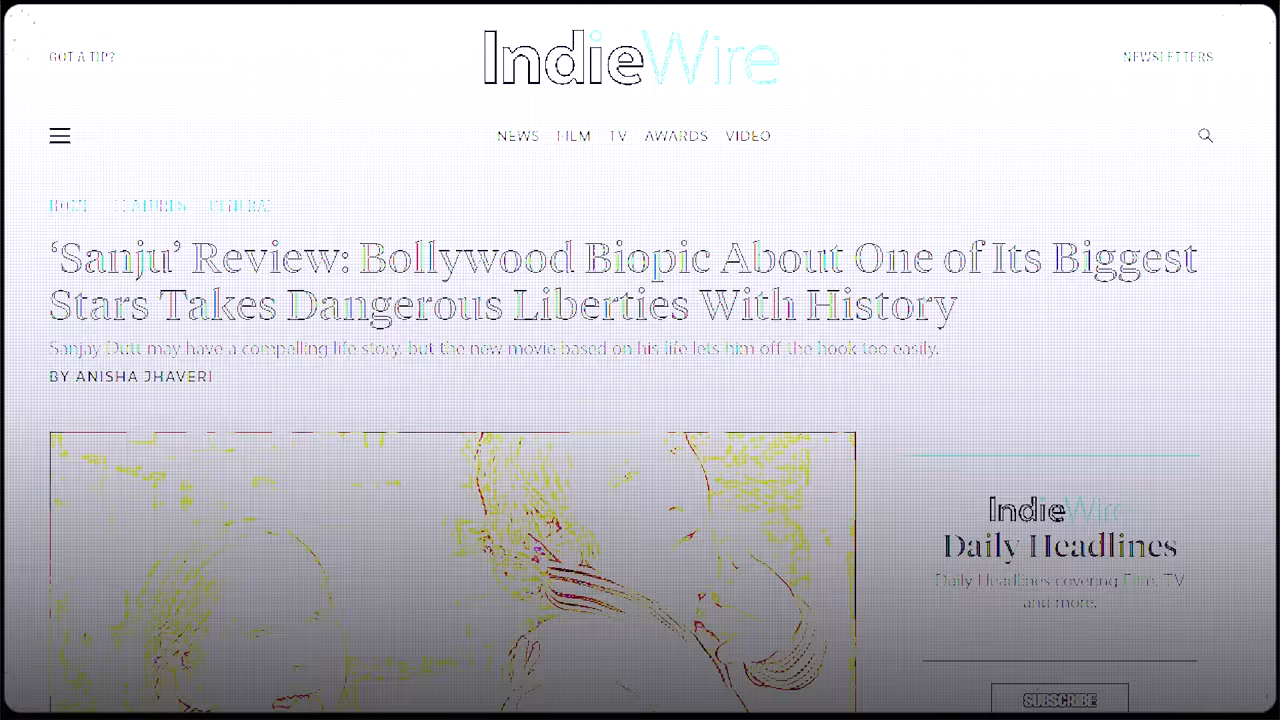 GOT A TIP?
IndieWire
NEWSLETTERS
NEWS FILM TV AWARDS VIDEO
HOME FEATURES GENERAL
‘Sanju’ Review: Bollywood Biopic About One of Its Biggest
Stars Takes Dangerous Liberties With History
Sanjay Dutt may have a compelling life story, but the new movie based on his life lets him off the hook too easily.
BY ANISHA JHAVERI
IndieWire
Daily Headlines
Daily Headlines covering Film, TV
and more.
SUBSCRIBE